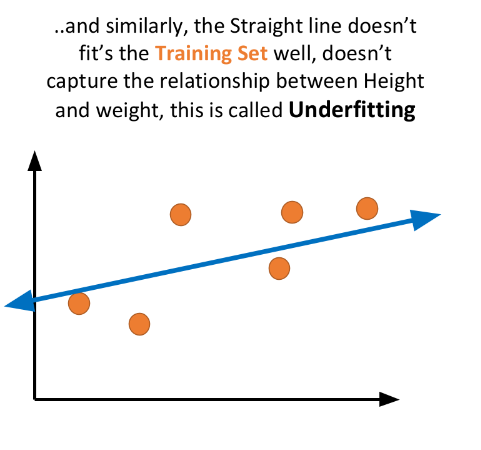 ..and similarly, the Straight line doesn’t
fit’s the Training Set well, doesn’t
capture the relationship between Height
and weight, this is called Underfitting